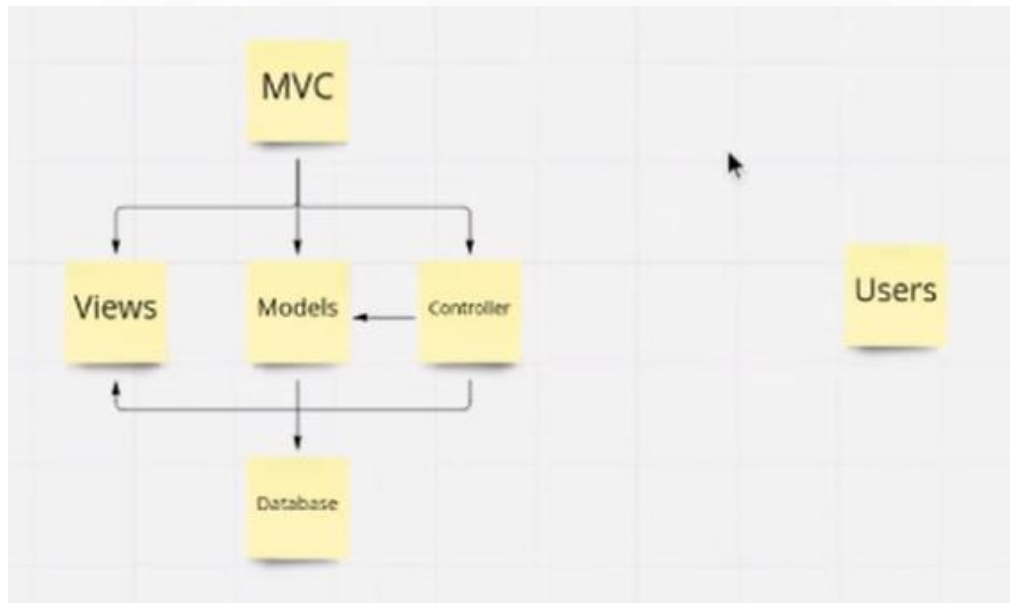 MVC
Views
Models
Controller
Users
Database